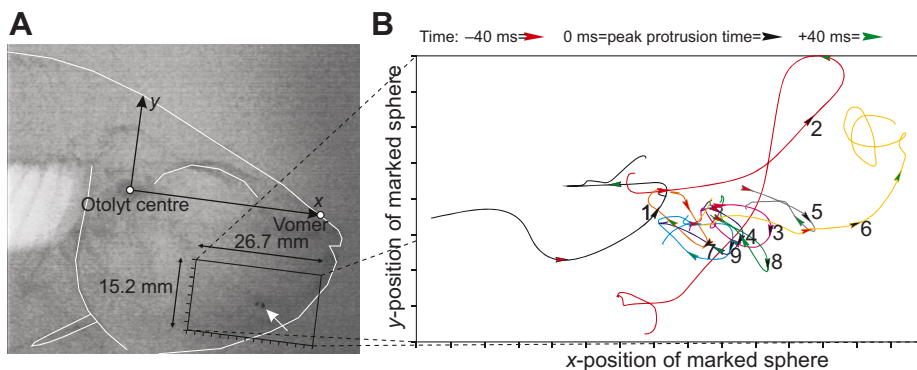 A
y
x
Otolyt centre
Vomer
26.7 mm
15.2 mm
B
Time: –40 ms= 0 ms=peak protrusion time= +40 ms=
y-position of marked sphere
2
1
5
3
6
4
7
9
8
x-position of marked sphere